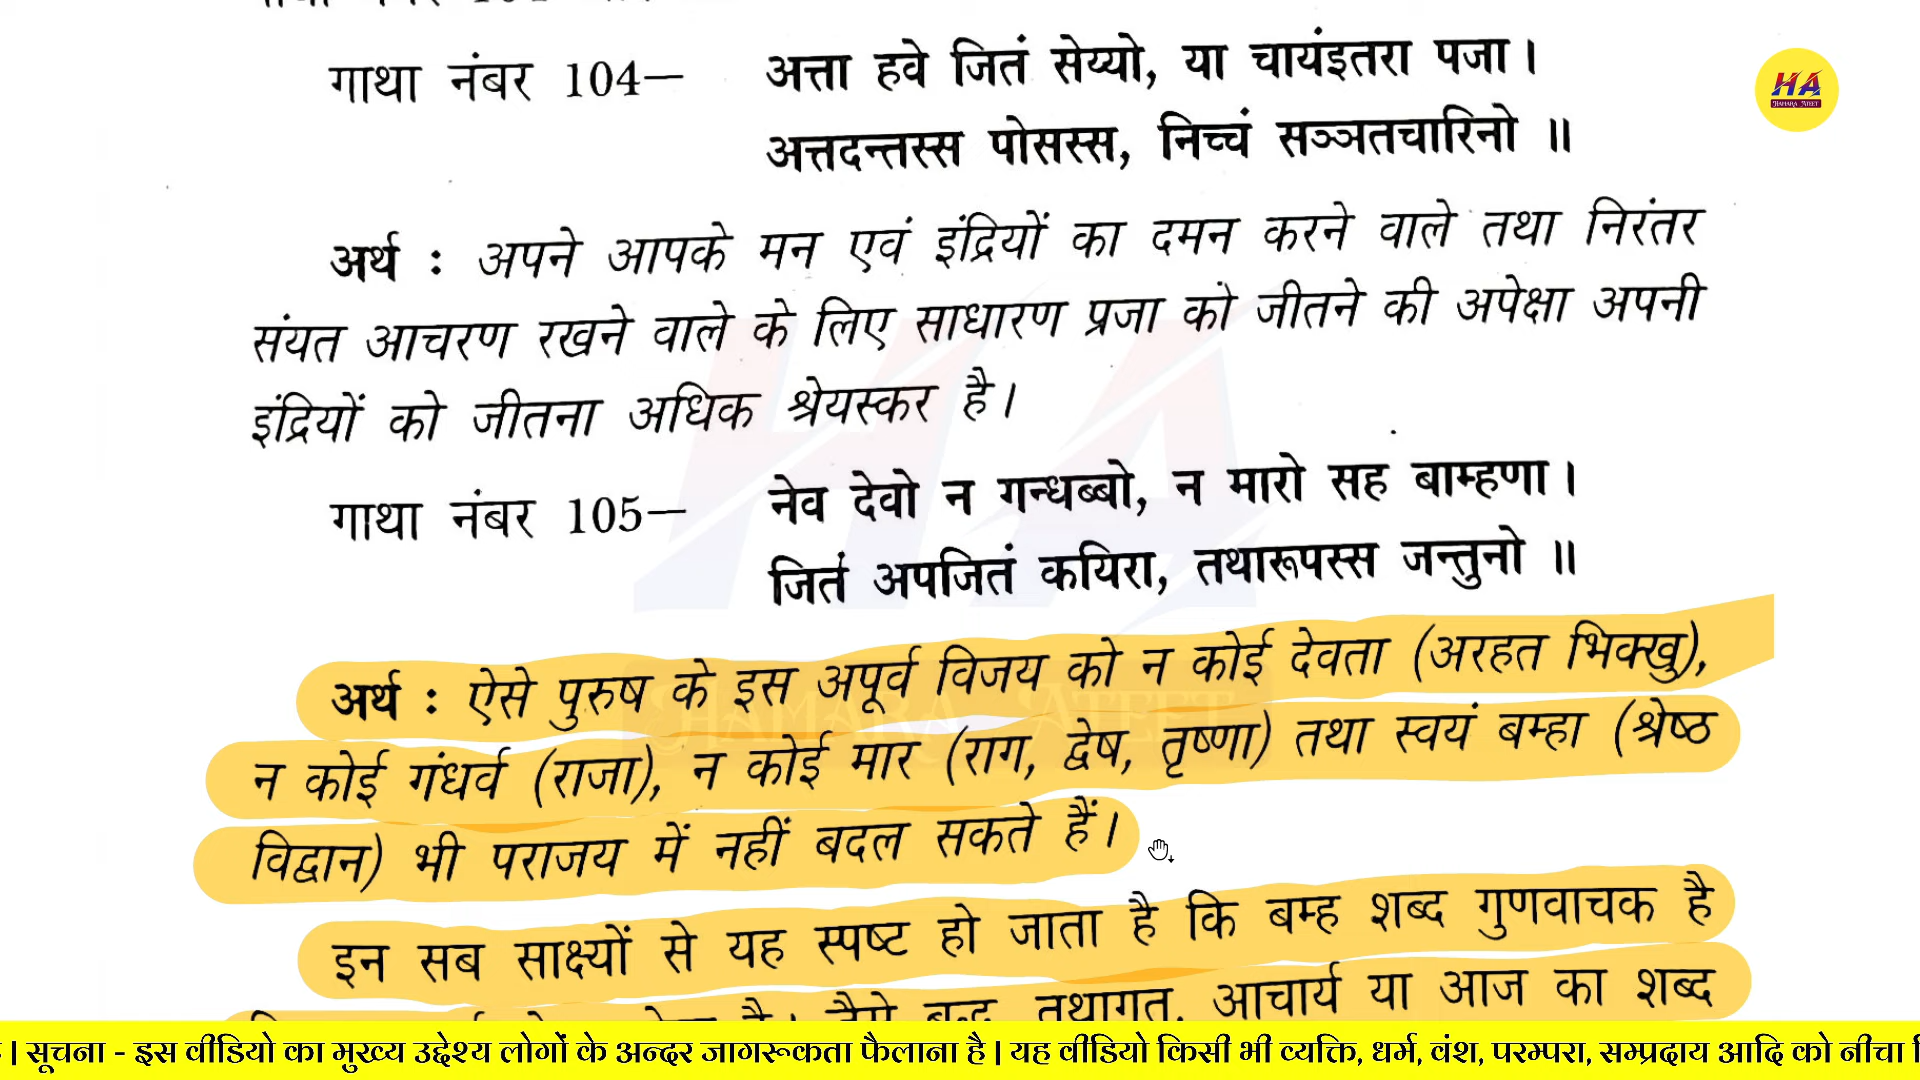 गाथा नंबर 104— अत्ता हवे जितं सेय्यो, या चायंइतरा पजा।
HA
HAMARA ATEET
अत्तदन्तस्स पोसस्स, निच्चं सञ्ञतचारिनो ॥
अर्थ : अपने आपके मन एवं इंद्रियों का दमन करने वाले तथा निरंतर
संयत आचरण रखने वाले के लिए साधारण प्रजा को जीतने की अपेक्षा अपनी
इंद्रियों को जीतना अधिक श्रेयस्कर है।
गाथा नंबर 105— नेव देवो न गन्धब्बो, न मारो सह बाम्हणा।
जितं अपजितं कयिरा, तथारूपस्स जन्तुनो ॥
अर्थ : ऐसे पुरुष के इस अपूर्व विजय को न कोई देवता (अरहत भिक्खु),
HAMARA ATEET
न कोई गंधर्व (राजा), न कोई मार (राग, द्वेष, तृष्णा) तथा स्वयं बम्हा (श्रेष्ठ
विद्वान) भी पराजय में नहीं बदल सकते हैं।
इन सब साक्ष्यों से यह स्पष्ट हो जाता है कि बम्ह शब्द गुणवाचक है
बुद्ध, तथागत, आचार्य या आज का शब्द
| सूचना - इस वीडियो का मुख्य उद्देश्य लोगों के अन्दर जागरूकता फैलाना है | यह वीडियो किसी भी व्यक्ति, धर्म, वंश, परम्परा, सम्प्रदाय आदि को नीचा